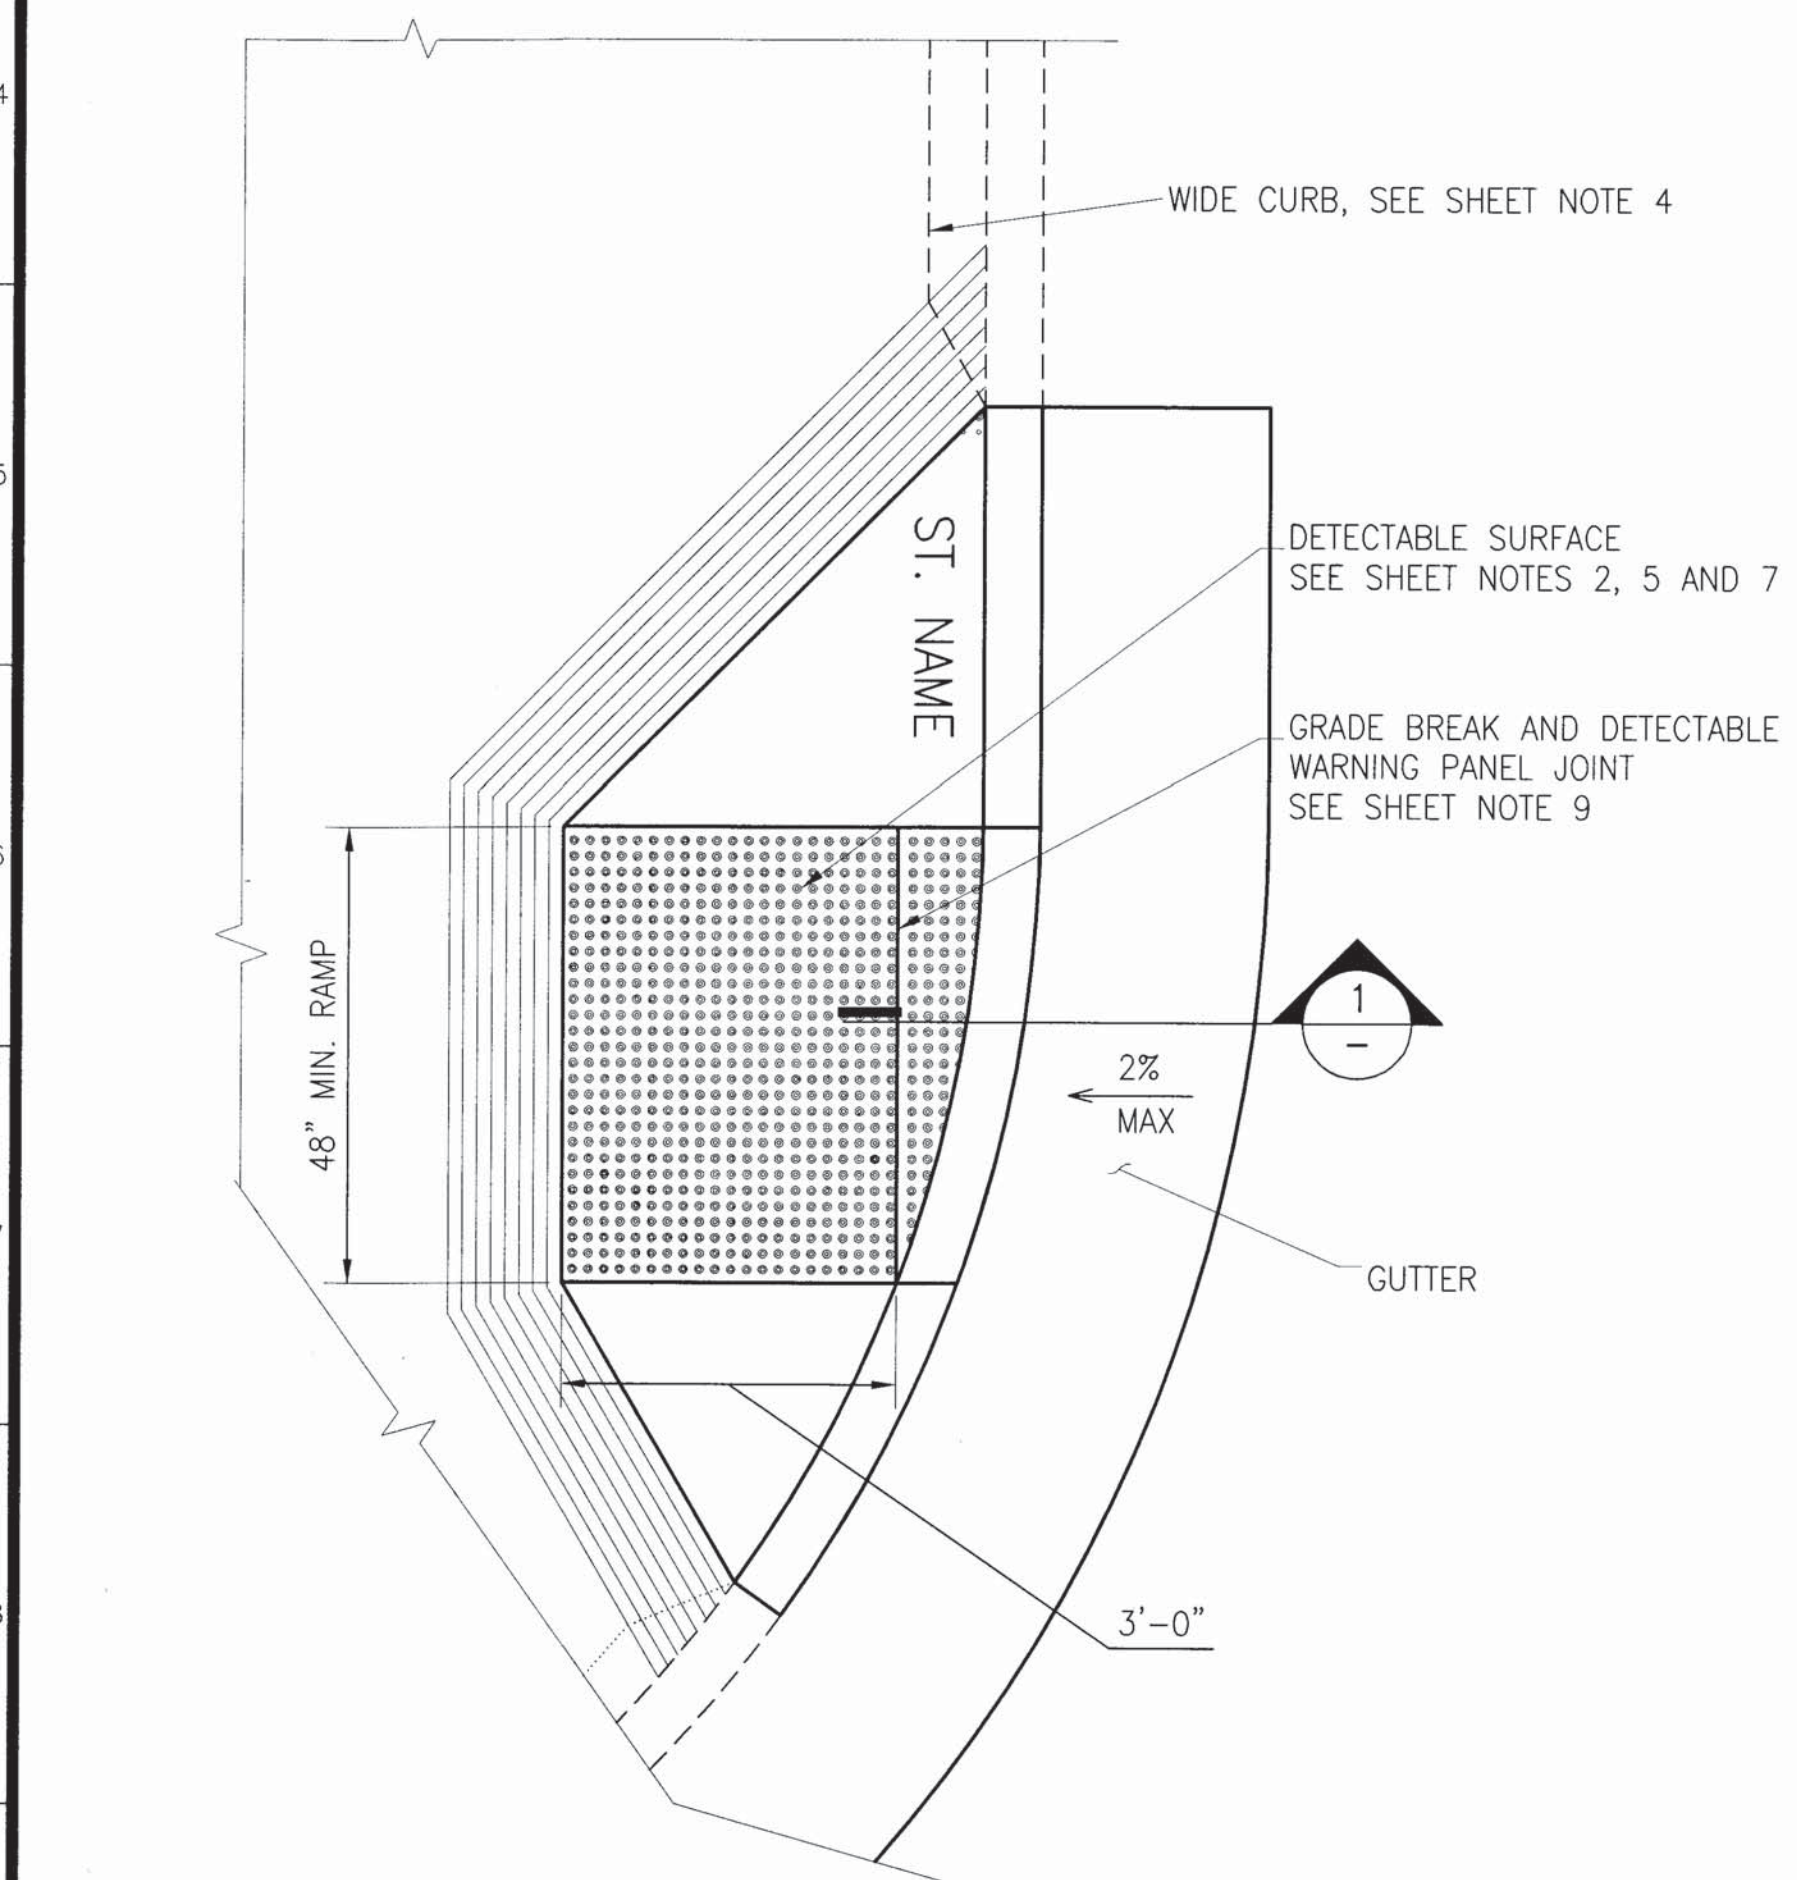 WIDE CURB, SEE SHEET NOTE 4
ST. NAME
DETECTABLE SURFACE
SEE SHEET NOTES 2, 5 AND 7
GRADE BREAK AND DETECTABLE
WARNING PANEL JOINT
SEE SHEET NOTE 9
48" MIN. RAMP
1
–
2%
MAX
GUTTER
3'-0"